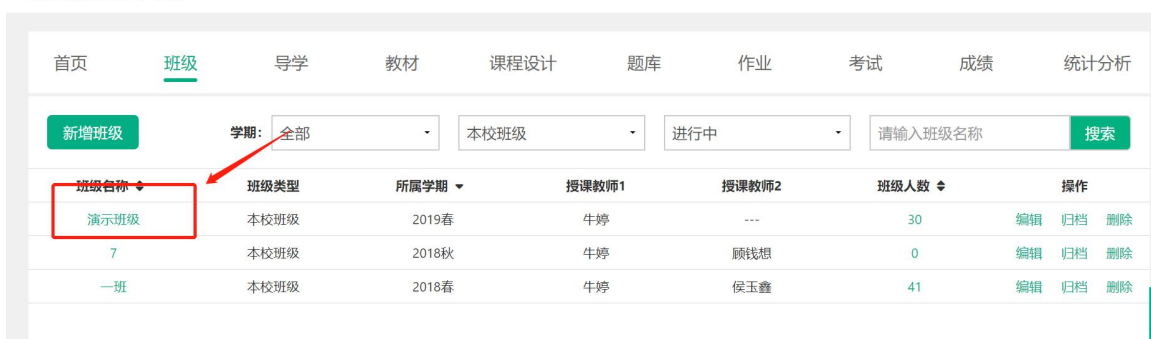 首页 班级 导学 教材 课程设计 题库 作业 考试 成绩 统计分析
新增班级 学期: 全部 本校班级 进行中 请输入班级名称 搜索
班级名称 班级类型 所属学期 授课教师1 授课教师2 班级人数 操作
演示班级 本校班级 2019春 牛婷 --- 30 编辑 归档 删除
7 本校班级 2018秋 牛婷 顾钱想 0 编辑 归档 删除
一班 本校班级 2018春 牛婷 侯玉鑫 41 编辑 归档 删除